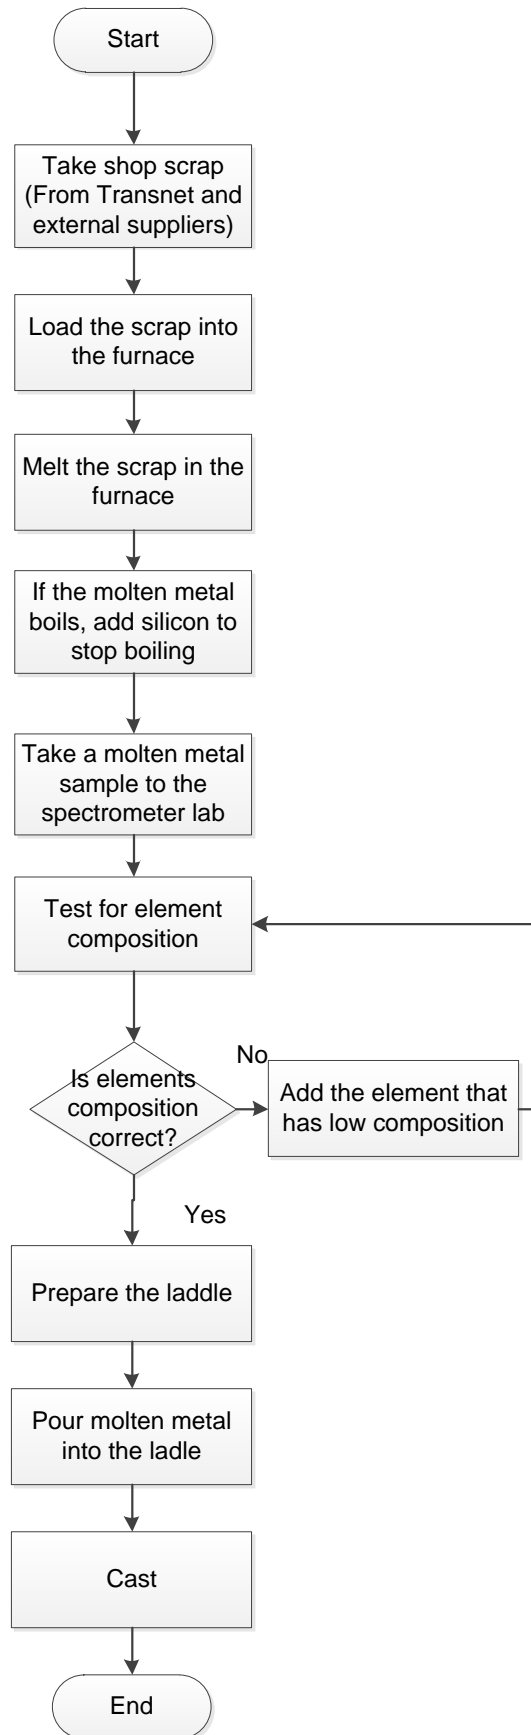 Start
Take shop scrap
(From Transnet and
external suppliers)
Load the scrap into
the furnace
Melt the scrap in the
furnace
If the molten metal
boils, add silicon to
stop boiling
Take a molten metal
sample to the
spectrometer lab
Test for element
composition
Is elements
composition
correct?
No
Add the element that
has low composition
Yes
Prepare the laddle
Pour molten metal
into the ladle
Cast
End